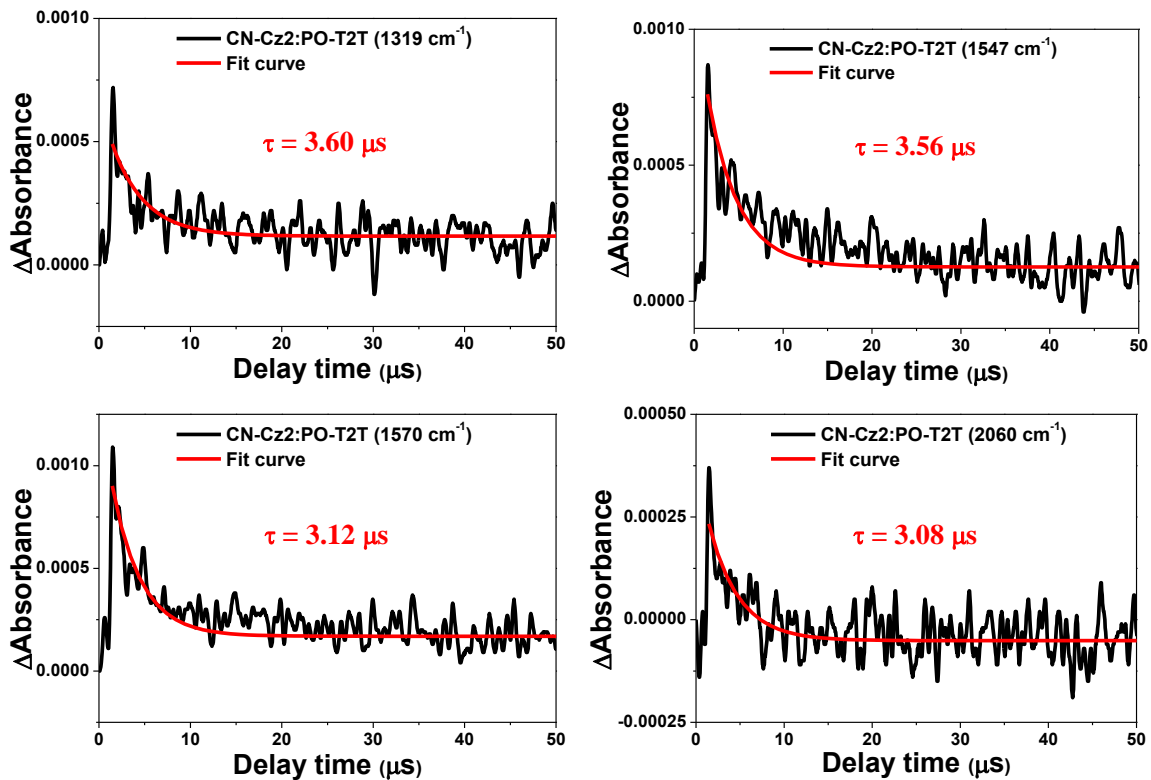 CN-Cz2:PO-T2T (1319 cm⁻¹)
Fit curve
τ = 3.60 μs
0.0010
0.0005
0.0000
ΔAbsorbance
0 10 20 30 40 50
Delay time (μs)
CN-Cz2:PO-T2T (1547 cm⁻¹)
Fit curve
τ = 3.56 μs
0.0010
0.0005
0.0000
ΔAbsorbance
0 10 20 30 40 50
Delay time (μs)
CN-Cz2:PO-T2T (1570 cm⁻¹)
Fit curve
τ = 3.12 μs
0.0010
0.0005
0.0000
ΔAbsorbance
0 10 20 30 40 50
Delay time (μs)
CN-Cz2:PO-T2T (2060 cm⁻¹)
Fit curve
τ = 3.08 μs
0.00050
0.00025
0.00000
-0.00025
ΔAbsorbance
0 10 20 30 40 50
Delay time (μs)